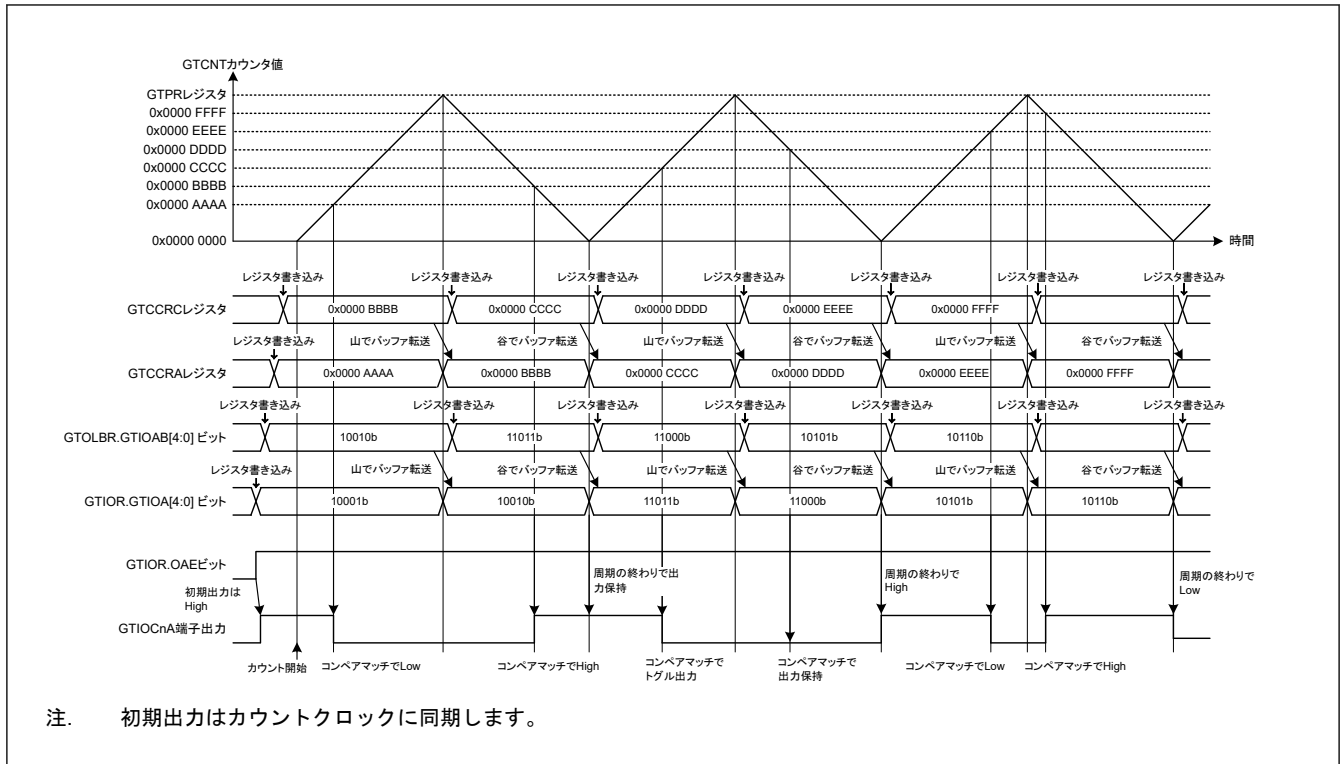 GTCNTカウンタ値
GTPRレジスタ
0x0000 FFFF
0x0000 EEEE
0x0000 DDDD
0x0000 CCCC
0x0000 BBBB
0x0000 AAAA
0x0000 0000
時間
レジスタ書き込み レジスタ書き込み レジスタ書き込み レジスタ書き込み レジスタ書き込み レジスタ書き込み レジスタ書き込み
GTCCRCレジスタ 0x0000 BBBB 0x0000 CCCC 0x0000 DDDD 0x0000 EEEE 0x0000 FFFF
レジスタ書き込み 山でバッファ転送 谷でバッファ転送 山でバッファ転送 谷でバッファ転送 山でバッファ転送 谷でバッファ転送
GTCCRAレジスタ 0x0000 AAAA 0x0000 BBBB 0x0000 CCCC 0x0000 DDDD 0x0000 EEEE 0x0000 FFFF
レジスタ書き込み レジスタ書き込み レジスタ書き込み レジスタ書き込み レジスタ書き込み レジスタ書き込み レジスタ書き込み
GTOLBR.GTIOAB[4:0] ビット 10010b 11011b 11000b 10101b 10110b
レジスタ書き込み 山でバッファ転送 谷でバッファ転送 山でバッファ転送 谷でバッファ転送 山でバッファ転送 谷でバッファ転送
GTIOR.GTIOA[4:0] ビット 10001b 10010b 11011b 11000b 10101b 10110b
GTIOR.OAEビット
初期出力は
High
周期の終わりで出
力保持
周期の終わりで
High
周期の終わりで
Low
GTIOCnA端子出力
カウント開始
コンペアマッチでLow
コンペアマッチでHigh
コンペアマッチで
トグル出力
コンペアマッチで
出力保持
コンペアマッチでLow
コンペアマッチでHigh
注. 初期出力はカウントクロックに同期します。